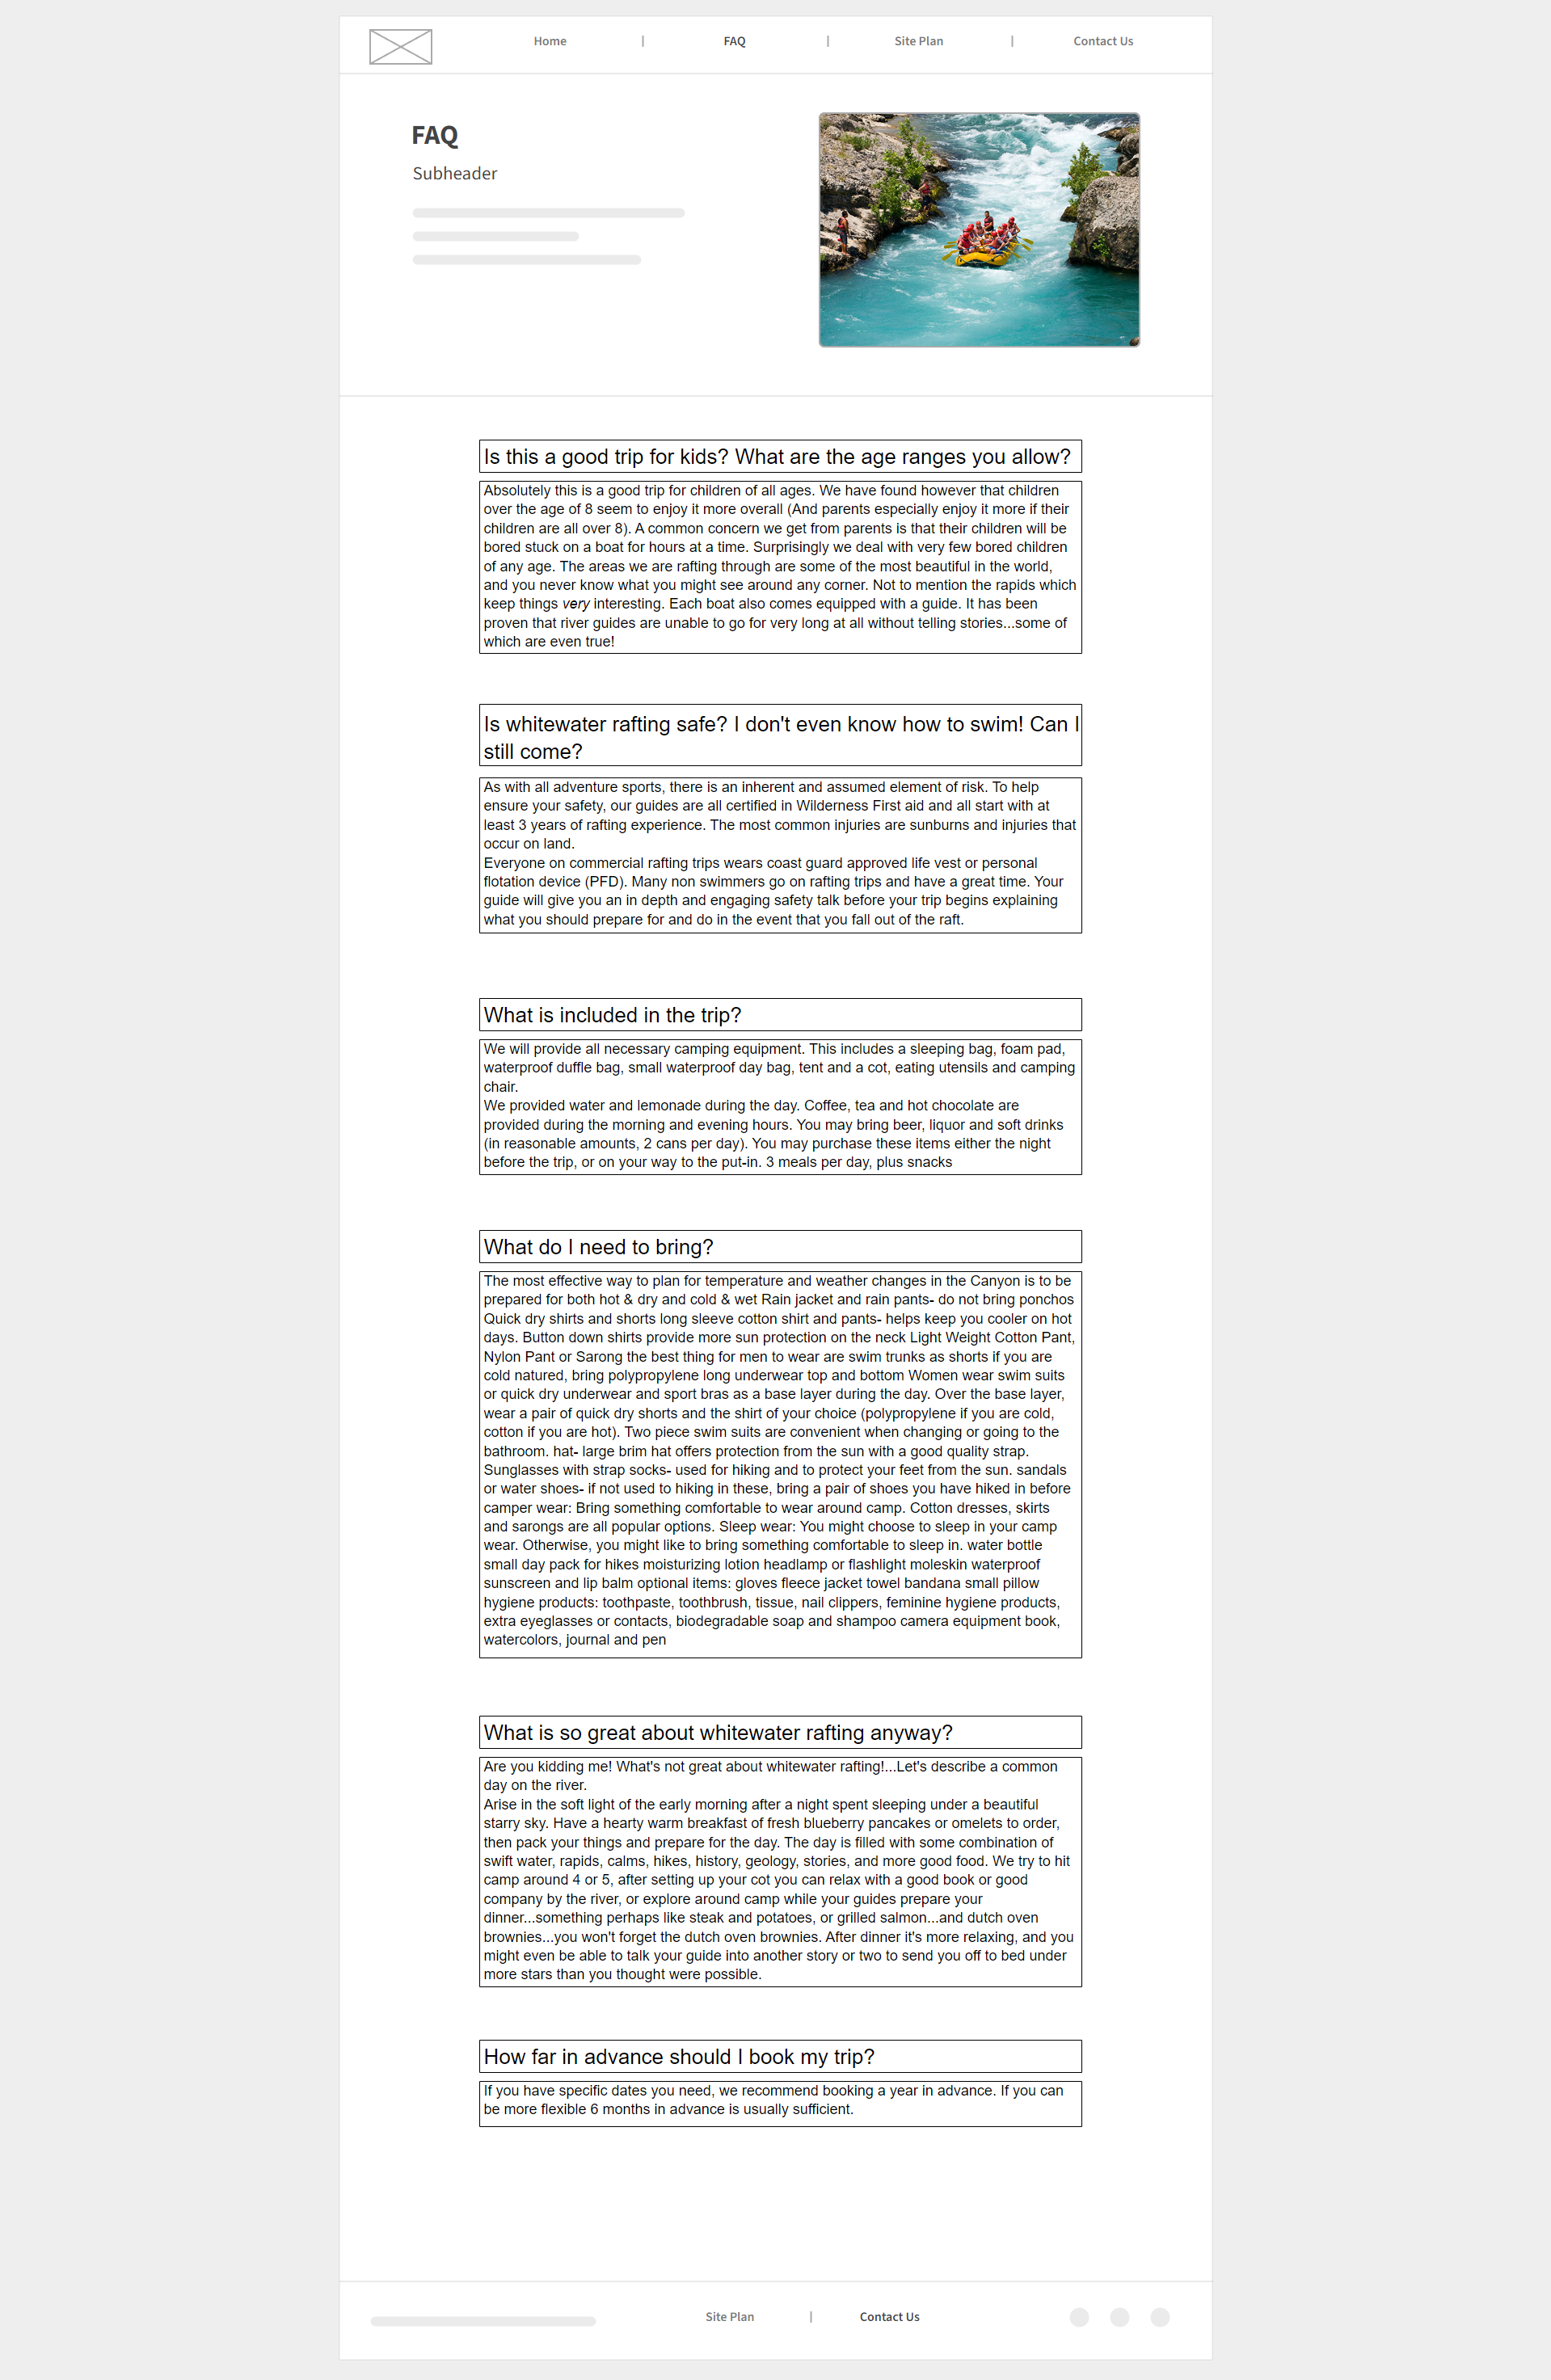 Home | FAQ | Site Plan | Contact Us
FAQ
Subheader
Is this a good trip for kids? What are the age ranges you allow?
Absolutely this is a good trip for children of all ages. We have found however that children
over the age of 8 seem to enjoy it more overall (And parents especially enjoy it more if their
children are all over 8). A common concern we get from parents is that their children will be
bored stuck on a boat for hours at a time. Surprisingly we deal with very few bored children
of any age. The areas we are rafting through are some of the most beautiful in the world,
and you never know what you might see around any corner. Not to mention the rapids which
keep things very interesting. Each boat also comes equipped with a guide. It has been
proven that river guides are unable to go for very long at all without telling stories...some of
which are even true!
Is whitewater rafting safe? I don't even know how to swim! Can I
still come?
As with all adventure sports, there is an inherent and assumed element of risk. To help
ensure your safety, our guides are all certified in Wilderness First aid and all start with at
least 3 years of rafting experience. The most common injuries are sunburns and injuries that
occur on land.
Everyone on commercial rafting trips wears coast guard approved life vest or personal
flotation device (PFD). Many non swimmers go on rafting trips and have a great time. Your
guide will give you an in depth and engaging safety talk before your trip begins explaining
what you should prepare for and do in the event that you fall out of the raft.
What is included in the trip?
We will provide all necessary camping equipment. This includes a sleeping bag, foam pad,
waterproof duffle bag, small waterproof day bag, tent and a cot, eating utensils and camping
chair.
We provided water and lemonade during the day. Coffee, tea and hot chocolate are
provided during the morning and evening hours. You may bring beer, liquor and soft drinks
(in reasonable amounts, 2 cans per day). You may purchase these items either the night
before the trip, or on your way to the put-in. 3 meals per day, plus snacks
What do I need to bring?
The most effective way to plan for temperature and weather changes in the Canyon is to be
prepared for both hot & dry and cold & wet Rain jacket and rain pants- do not bring ponchos
Quick dry shirts and shorts long sleeve cotton shirt and pants- helps keep you cooler on hot
days. Button down shirts provide more sun protection on the neck Light Weight Cotton Pant,
Nylon Pant or Sarong the best thing for men to wear are swim trunks as shorts if you are
cold natured, bring polypropylene long underwear top and bottom Women wear swim suits
or quick dry underwear and sport bras as a base layer during the day. Over the base layer,
wear a pair of quick dry shorts and the shirt of your choice (polypropylene if you are cold,
cotton if you are hot). Two piece swim suits are convenient when changing or going to the
bathroom. hat- large brim hat offers protection from the sun with a good quality strap.
Sunglasses with strap socks- used for hiking and to protect your feet from the sun. sandals
or water shoes- if not used to hiking in these, bring a pair of shoes you have hiked in before
camper wear: Bring something comfortable to wear around camp. Cotton dresses, skirts
and sarongs are all popular options. Sleep wear: You might choose to sleep in your camp
wear. Otherwise, you might like to bring something comfortable to sleep in. water bottle
small day pack for hikes moisturizing lotion headlamp or flashlight moleskin waterproof
sunscreen and lip balm optional items: gloves fleece jacket towel bandana small pillow
hygiene products: toothpaste, toothbrush, tissue, nail clippers, feminine hygiene products,
extra eyeglasses or contacts, biodegradable soap and shampoo camera equipment book,
watercolors, journal and pen
What is so great about whitewater rafting anyway?
Are you kidding me! What's not great about whitewater rafting!...Let's describe a common
day on the river.
Arise in the soft light of the early morning after a night spent sleeping under a beautiful
starry sky. Have a hearty warm breakfast of fresh blueberry pancakes or omelets to order,
then pack your things and prepare for the day. The day is filled with some combination of
swift water, rapids, calms, hikes, history, geology, stories, and more good food. We try to hit
camp around 4 or 5, after setting up your cot you can relax with a good book or good
company by the river, or explore around camp while your guides prepare your
dinner...something perhaps like steak and potatoes, or grilled salmon...and dutch oven
brownies...you won't forget the dutch oven brownies. After dinner it's more relaxing, and you
might even be able to talk your guide into another story or two to send you off to bed under
more stars than you thought were possible.
How far in advance should I book my trip?
If you have specific dates you need, we recommend booking a year in advance. If you can
be more flexible 6 months in advance is usually sufficient.
Site Plan | Contact Us